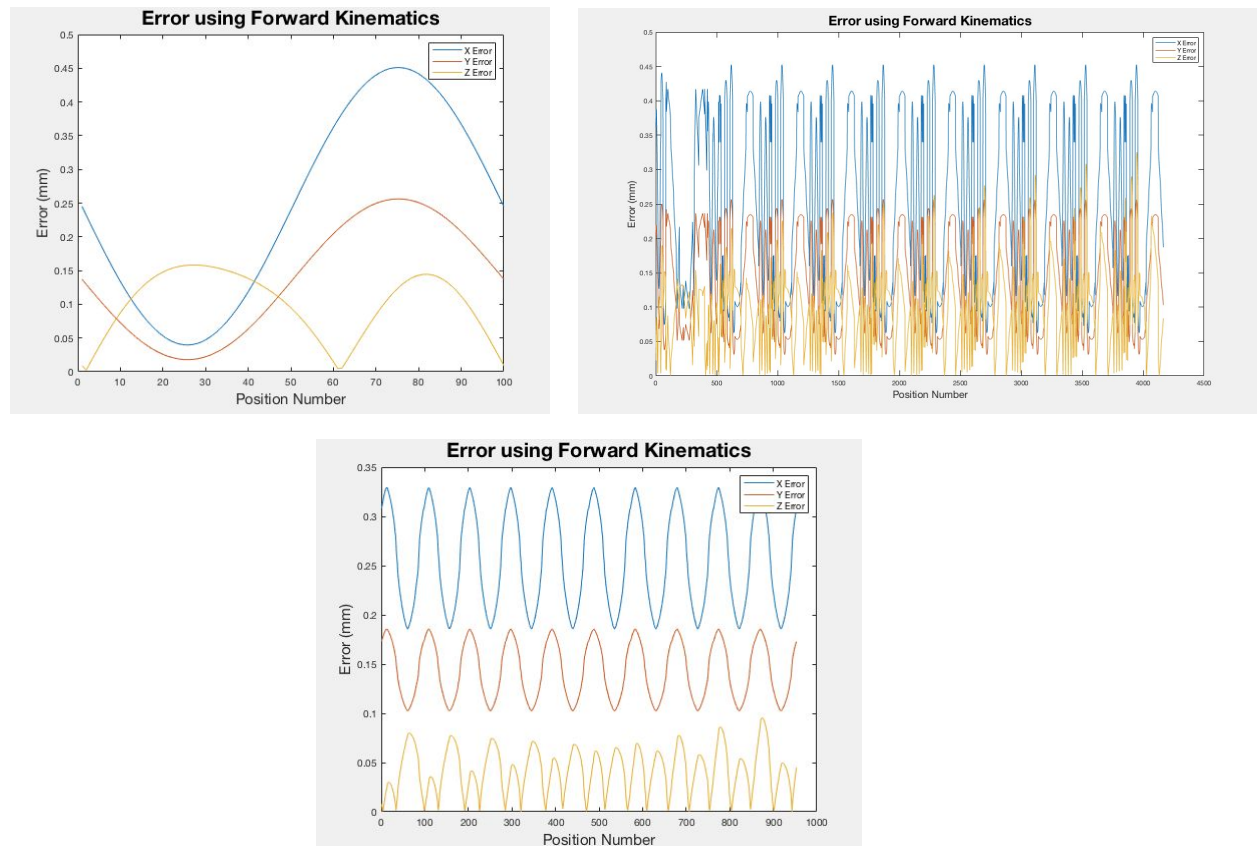 Error using Forward Kinematics
0.5
0.45
0.4
0.35
0.3
0.25
0.2
0.15
0.1
0.05
0
Error (mm)
X Error
Y Error
Z Error
0 10 20 30 40 50 60 70 80 90 100
Position Number
Error using Forward Kinematics
0.5
0.45
0.4
0.35
0.3
0.25
0.2
0.15
0.1
0.05
0
Error (mm)
X Error
Y Error
Z Error
0 500 1000 1500 2000 2500 3000 3500 4000 4500
Position Number
Error using Forward Kinematics
0.35
0.3
0.25
0.2
0.15
0.1
0.05
0
Error (mm)
X Error
Y Error
Z Error
0 100 200 300 400 500 600 700 800 900 1000
Position Number